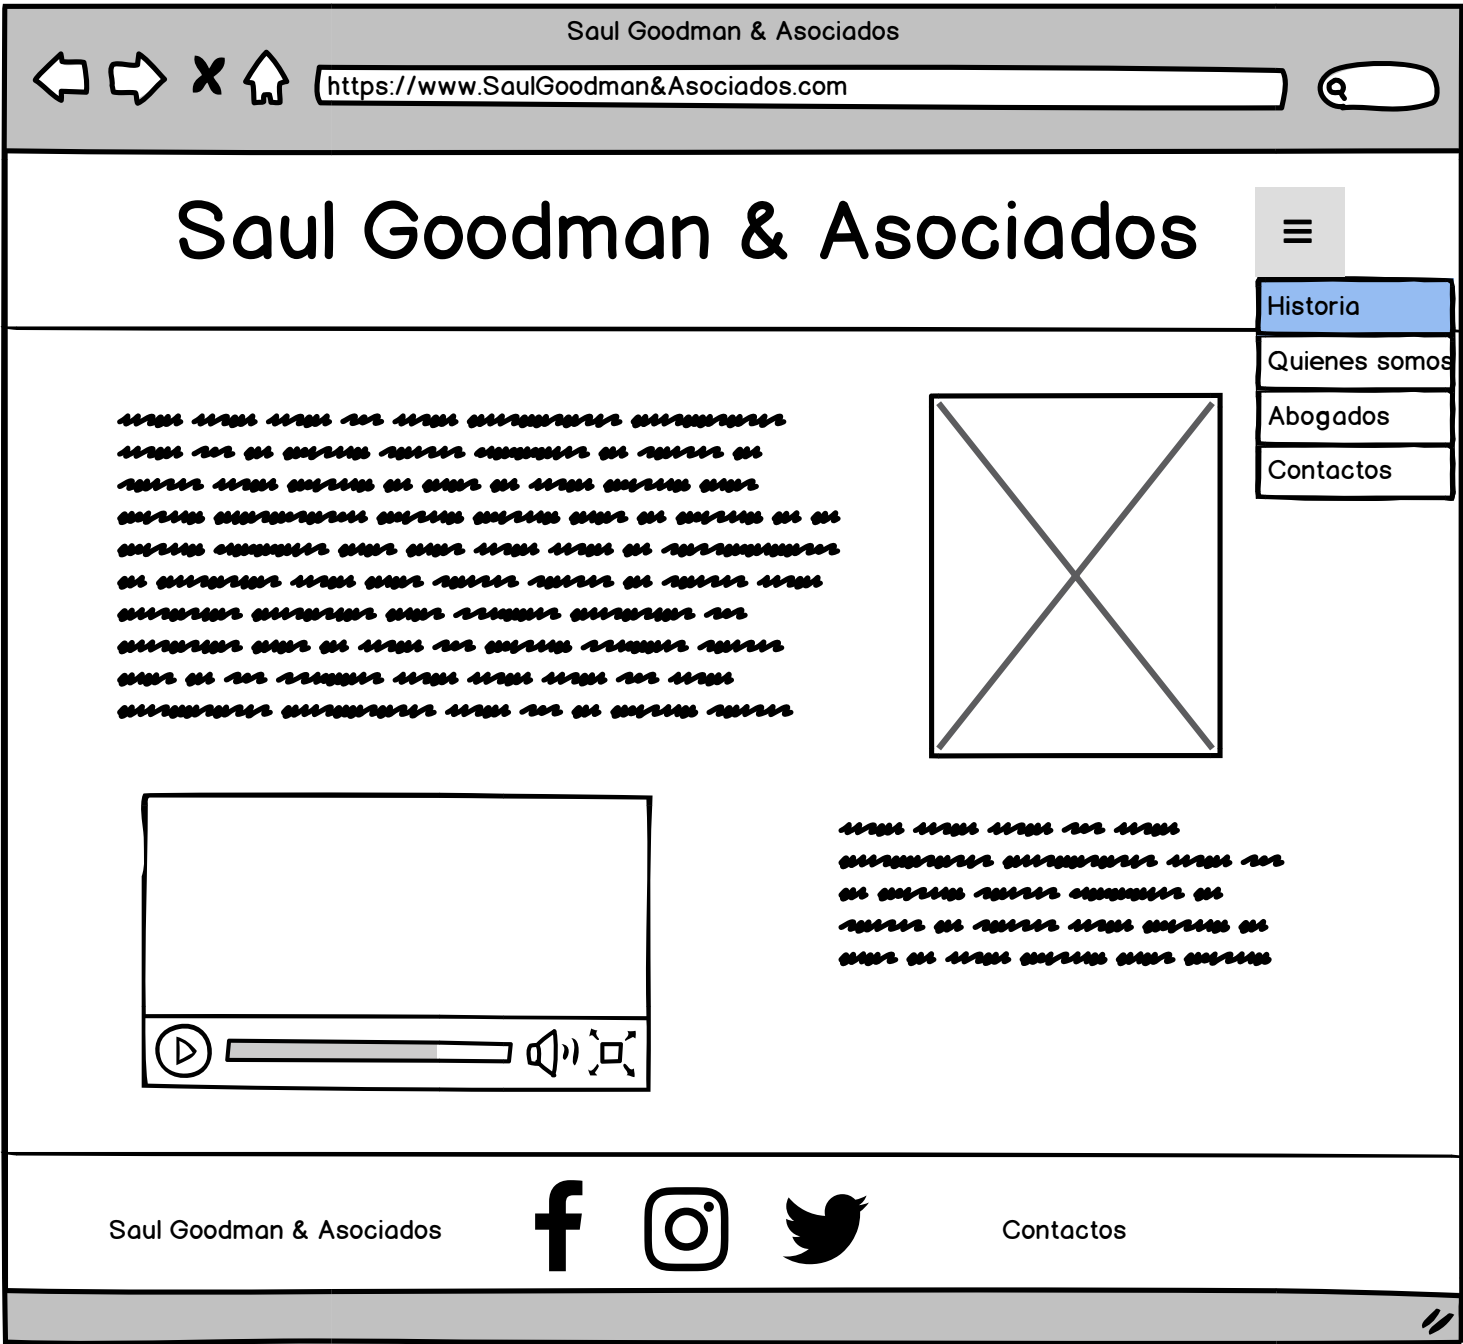 Saul Goodman & Asociados
https://www.SaulGoodman&Asociados.com
Saul Goodman & Asociados
Historia
Quienes somos
Abogados
Contactos
Saul Goodman & Asociados
Contactos